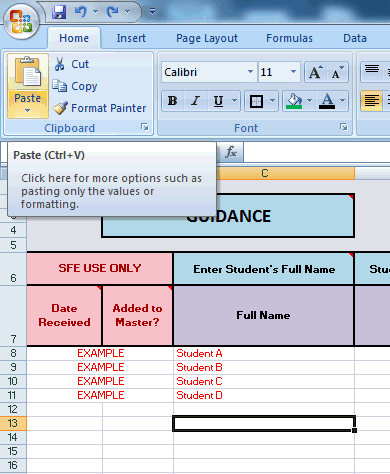 Home Insert Page Layout Formulas Data
Paste
Cut
Copy
Format Painter
Calibri 11 A A
B I U A
Clipboard Font
Paste (Ctrl+V)
Click here for more options such as
pasting only the values or
formatting.
fx
C
GUIDANCE
4
5
6 SFE USE ONLY Enter Student's Full Name
7 Date Received Added to Master? Full Name
8 EXAMPLE Student A
9 EXAMPLE Student B
10 EXAMPLE Student C
11 EXAMPLE Student D
12
13
14
15
16